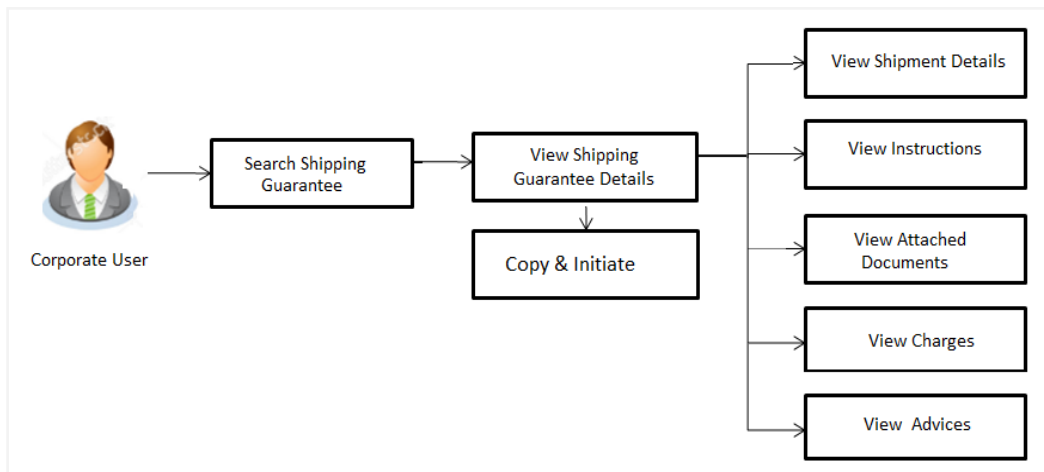 View Shipment Details
Search Shipping
Guarantee
View Shipping
Guarantee Details
View Instructions
Corporate User
Copy & Initiate
View Attached
Documents
View Charges
View Advices